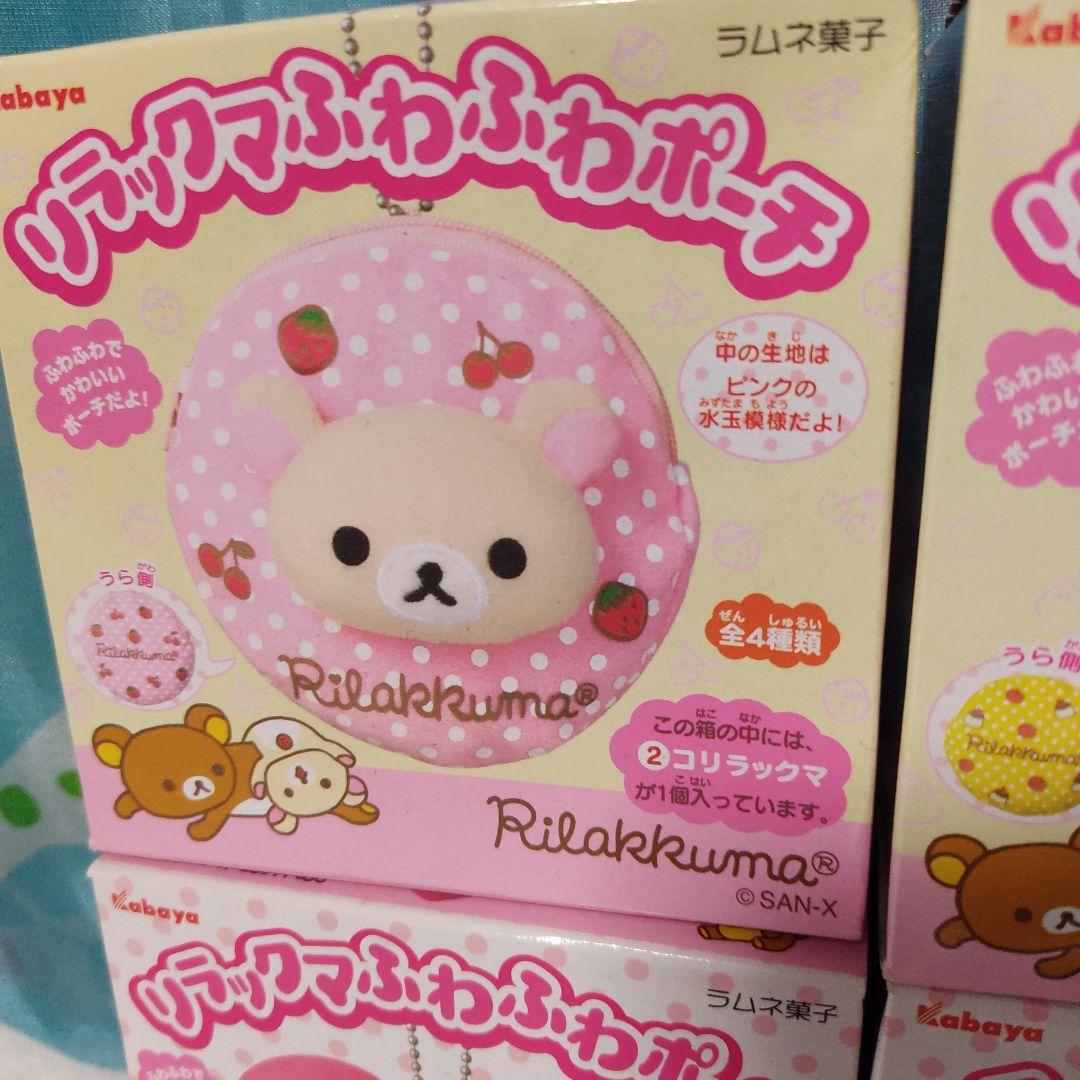 Kabaya
ラムネ菓子
リラックマふわふわポーチ
ふわふわで
かわいい
ポーチだよ!
なか きじ
中の生地は
ピンクの
みずたまもよう
水玉模様だよ!
がわ
うら側
Rilakkuma®
Rilakkuma®
ぜん しゅるい
全4種類
はこ なか
この箱の中には、
②コリラックマ
こ はい
が1個入っています。
Rilakkuma®
©SAN-X
Kab
ふわふわ
かわいい
ポーチ
うら側
Rilakkuma
Kabaya
ラムネ菓子
リラックマふわふわポ
ふわふわで
Kabaya